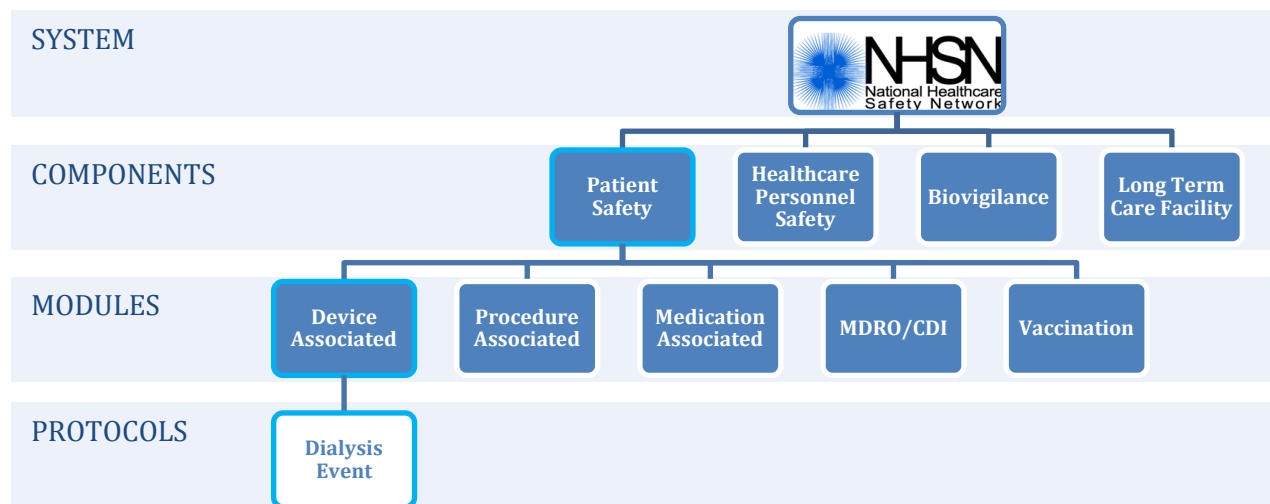 SYSTEM
NHSN
National Healthcare
Safety Network
COMPONENTS
Patient
Safety
Healthcare
Personnel
Safety
Biovigilance
Long Term
Care Facility
MODULES
Device
Associated
Procedure
Associated
Medication
Associated
MDRO/CDI
Vaccination
PROTOCOLS
Dialysis
Event